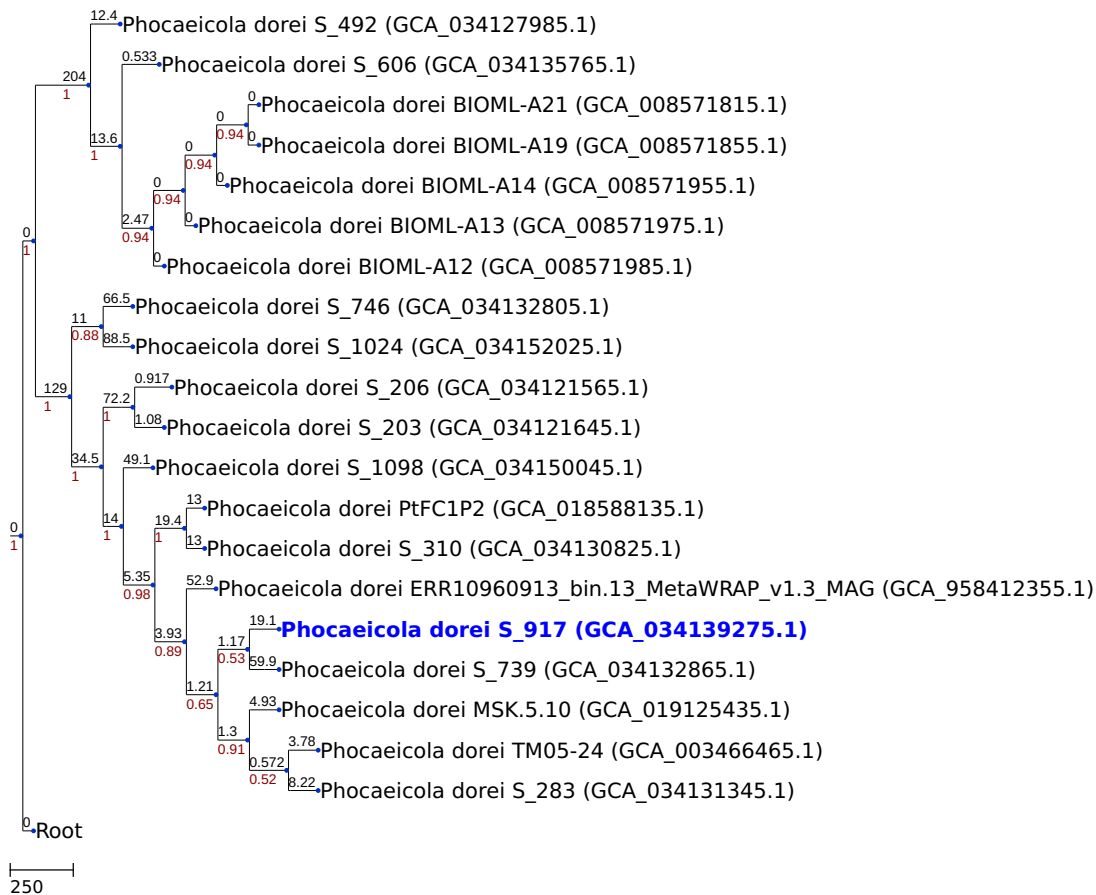 12.4 Phocaeicola dorei S_492 (GCA_034127985.1)
0.533 Phocaeicola dorei S_606 (GCA_034135765.1)
204
1
0 Phocaeicola dorei BIOML-A21 (GCA_008571815.1)
0
0.94
13.6
1
0 Phocaeicola dorei BIOML-A19 (GCA_008571855.1)
0
0.94
0 Phocaeicola dorei BIOML-A14 (GCA_008571955.1)
0
0.94
2.47
0.94
0 Phocaeicola dorei BIOML-A13 (GCA_008571975.1)
0
1
0 Phocaeicola dorei BIOML-A12 (GCA_008571985.1)
66.5 Phocaeicola dorei S_746 (GCA_034132805.1)
11
0.88
88.5 Phocaeicola dorei S_1024 (GCA_034152025.1)
129
1
0.917 Phocaeicola dorei S_206 (GCA_034121565.1)
72.2
1
1.08 Phocaeicola dorei S_203 (GCA_034121645.1)
34.5
1
49.1 Phocaeicola dorei S_1098 (GCA_034150045.1)
13 Phocaeicola dorei PtFC1P2 (GCA_018588135.1)
14
1
19.4
1
0
1
13 Phocaeicola dorei S_310 (GCA_034130825.1)
5.35
0.98
52.9 Phocaeicola dorei ERR10960913_bin.13_MetaWRAP_v1.3_MAG (GCA_958412355.1)
19.1 Phocaeicola dorei S_917 (GCA_034139275.1)
3.93
0.89
1.17
0.53
59.9 Phocaeicola dorei S_739 (GCA_034132865.1)
1.21
0.65
4.93 Phocaeicola dorei MSK.5.10 (GCA_019125435.1)
1.3
0.91
3.78 Phocaeicola dorei TM05-24 (GCA_003466465.1)
0.572
0.52
8.22 Phocaeicola dorei S_283 (GCA_034131345.1)
0 Root
250